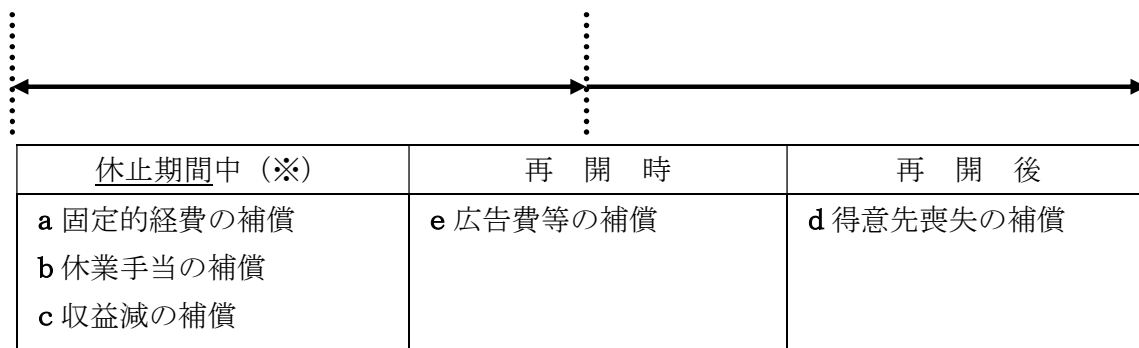 休止期間中（※） 再開時 再開後
a 固定的経費の補償 e 広告費等の補償 d 得意先喪失の補償
b 休業手当の補償
c 収益減の補償